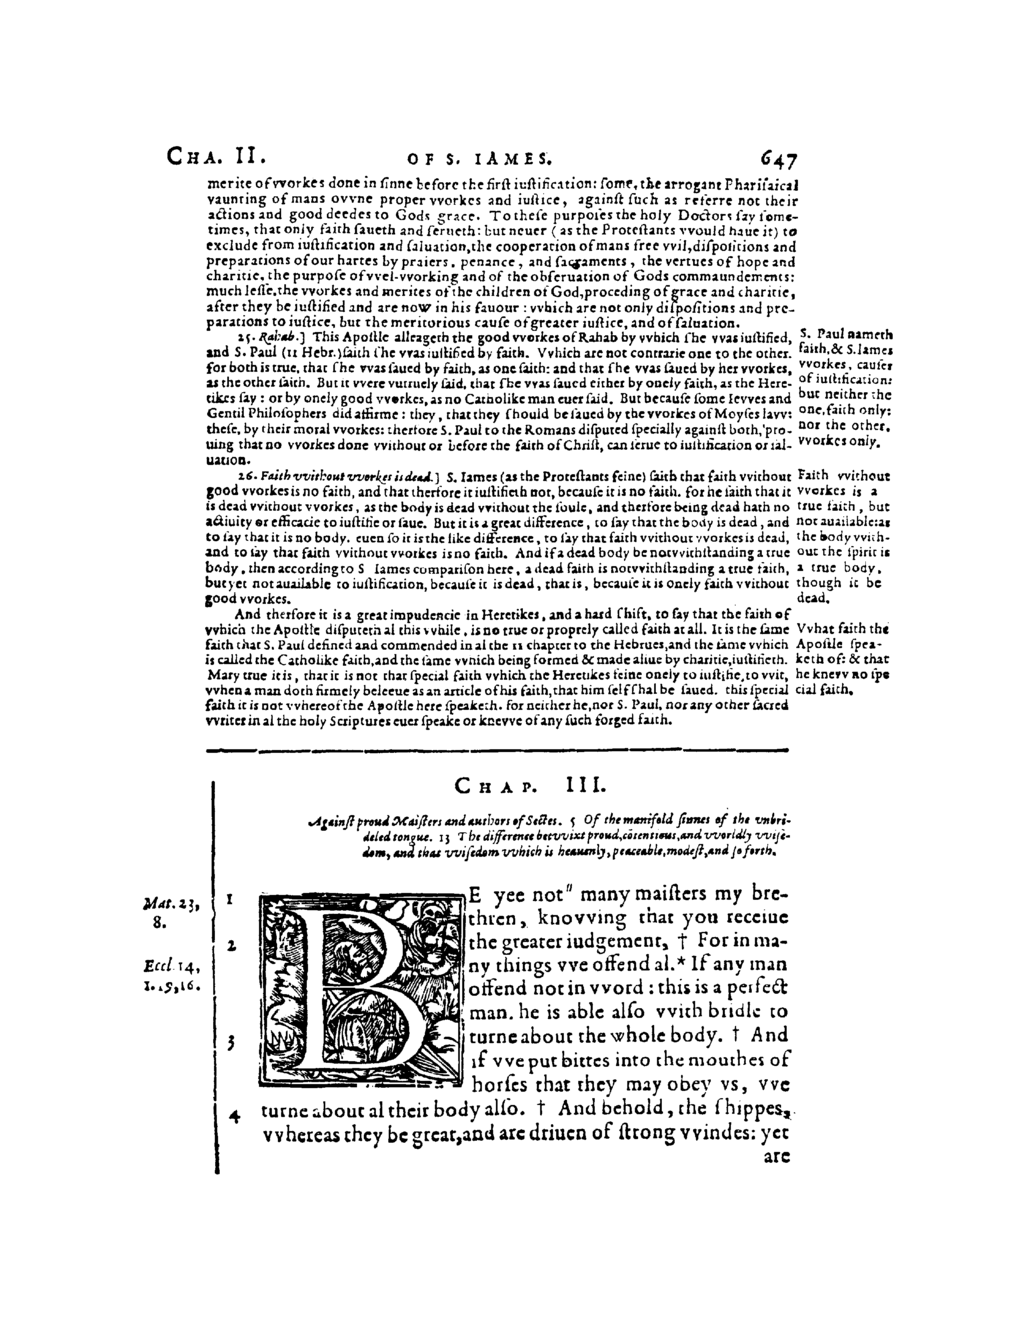 CHA. II. OF S. IAMES. 647
merite of vvorkes done in sinne before the first iustification: some, the arrogant Pharisaical
vaunting of mans ovvne proper vvorkes and iustice, against such as referre not their
actions and good deedes to Gods grace. To these purposes the holy Doctors say some-
times, that only faith saueth and serueth: but neuer (as the Protestants vvould haue it) to
exclude from iustification and saluation, the cooperation of mans free vvil, dispositions and
preparations of our hartes by praiers, penance, and sacraments, the vertues of hope and
charitie, the purpose of vvel-vvorking and of the obseruation of Gods commaundements:
much lesse, the vvorkes and merites of the children of God, proceding of grace and charitie,
after they be iustified and are now in his fauour: vvhich are not only dispositions and pre-
parations to iustice, but the meritorious cause of greater iustice, and of saluation.
25. Rahab.] This Apostle alleageth the good vvorkes of Rahab by vvhich she vvas iustified,
and S. Paul (11 Hebr.) saith she vvas iustified by faith. Vvhich are not contrarie one to the other.
for both is true, that she vvas saued by faith, as one saith: and that she vvas saued by her vvorkes,
as the other saith. But it vvere vntruely said, that she vvas saued either by onely faith, as the Here-
tikes say: or by onely good vvorkes, as no Catholike man euer said. But because some Ievves and
Gentil Philosophers did affirme: they, that they should be saued by the vvorkes of Moyses lavv:
these, by their moral vvorkes: therfore S. Paul to the Romans disputed specially against both, pro-
uing that no vvorkes done vvithout or before the faith of Christ, can serue to iustification or sal-
uation.
S. Paul nameth
faith, & S. Iames
vvorkes, causes
of iustification:
but neither the
one, faith only:
nor the other,
vvorkes only.
26. Faith vvithout vvorkes is dead.] S. Iames (as the Protestants feine) saith that faith vvithout
good vvorkes is no faith, and that therfore it iustifieth not, because it is no faith. for he saith that it
is dead vvithout vvorkes, as the body is dead vvithout the soule, and therfore being dead hath no
actiuity or efficacie to iustifie or saue. But it is a great difference, to say that the body is dead, and
to say that it is no body. euen so it is the like difference, to say that faith vvithout vvorkes is dead,
and to say that faith vvithout vvorkes is no faith. And if a dead body be notvvithstanding a true
body, then according to S Iames comparison here, a dead faith is notvvithstanding a true faith,
but yet not auailable to iustification, because it is dead, that is, because it is onely faith vvithout
good vvorkes.
Faith vvithout
vvorkes is a
true faith, but
not auailable: as
the body vvith-
out the spirit is
a true body,
though it be
dead.
And therfore it is a great impudencie in Heretikes, and a hard shift, to say that the faith of
vvhich the Apostle disputeth al this vvhile, is no true or properly called faith at all. It is the same
faith that S. Paul defined and commended in al the 11 chapter to the Hebrues, and the same vvhich
is called the Catholike faith, and the same vvhich being formed & made aliue by charitie, iustifieth.
Mary true it is, that it is not that special faith vvhich the Heretikes feine onely to iustifie, to vvit,
vvhen a man doth firmely beleeue as an article of his faith, that him self shal be saued. this special
faith it is not vvhereof the Apostle here speaketh. for neither he, nor S. Paul, nor any other sacred
vvriter in al the holy Scriptures euer speake or knevve of any such forged faith.
Vvhat faith the
Apostle spea-
keth of: & that
he knevv no spe
cial faith.
CHAP. III.
Against proud Maisters and authors of Sectes. 5 Of the manifold sinnes of the vnbri-
deled tongue. 13 The difference betvvixt proud, cōtentious, and vvorldly vvise-
dom, and that vvisedom vvhich is heauenly, peaceable, modest, and so forth.
Mat. 23,
8.
Eccl 14,
1. 19, 16.
1 BE yee not" many maisters my bre-
thren, knovving that you receiue
2 the greater iudgement, † For in ma-
ny things vve offend al.* If any man
offend not in vvord: this is a perfect
man. he is able also vvith bridle to
3 turne about the whole body. † And
if vve put bittes into the mouthes of
horses that they may obey vs, vve
4 turne about al their body also. † And behold, the shippes,
vvhereas they be great, and are driuen of strong vvindes: yet
are